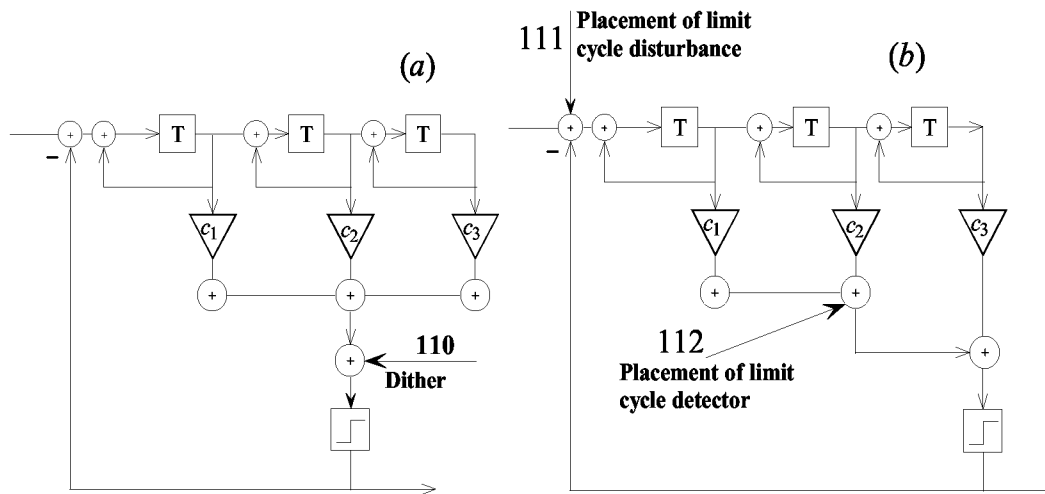 (a)
T
T
T
c1
c2
c3
+
+
+
+
+
+
+
+
−
110
Dither
111
Placement of limit
cycle disturbance
(b)
+
+
T
+
T
+
T
−
c1
c2
c3
+
+
112
Placement of limit
cycle detector
+